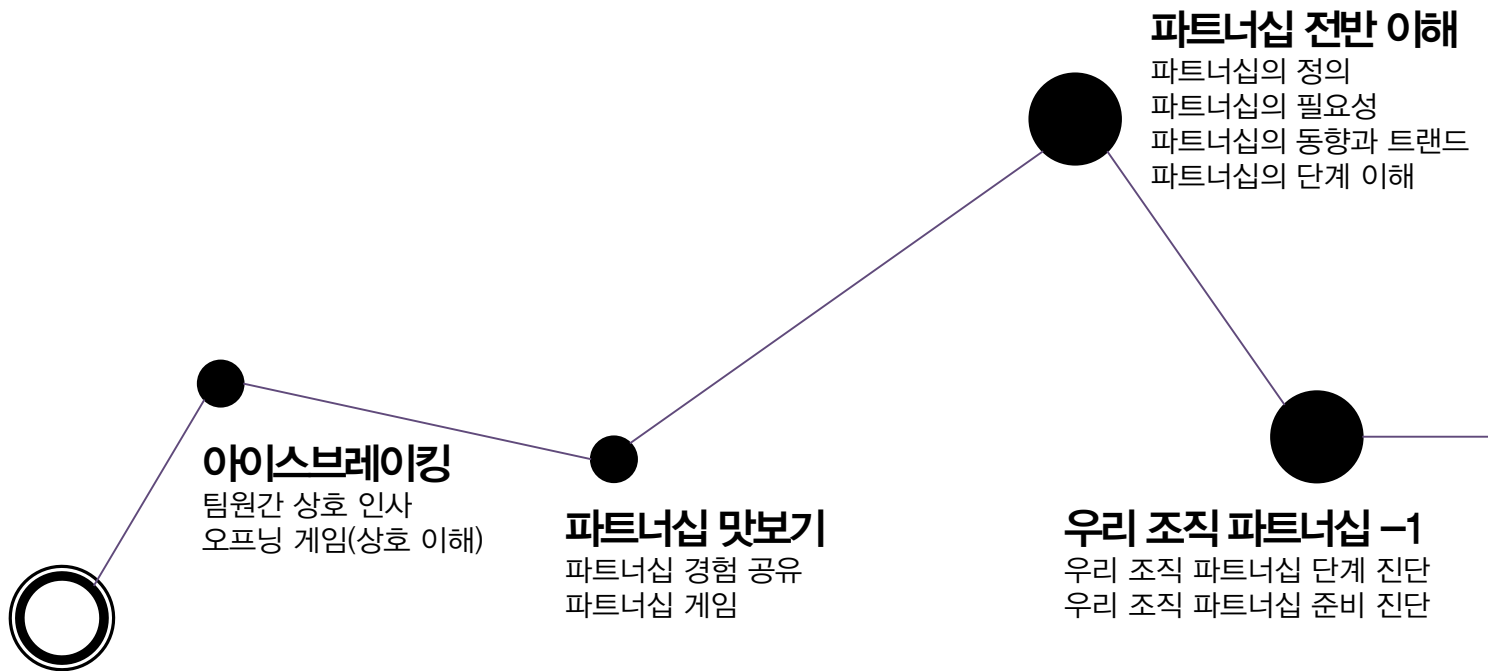 아이스브레이킹
팀원간 상호 인사
오프닝 게임(상호 이해)
파트너십 맛보기
파트너십 경험 공유
파트너십 게임
파트너십 전반 이해
파트너십의 정의
파트너십의 필요성
파트너십의 동향과 트랜드
파트너십의 단계 이해
우리 조직 파트너십 –1
우리 조직 파트너십 단계 진단
우리 조직 파트너십 준비 진단